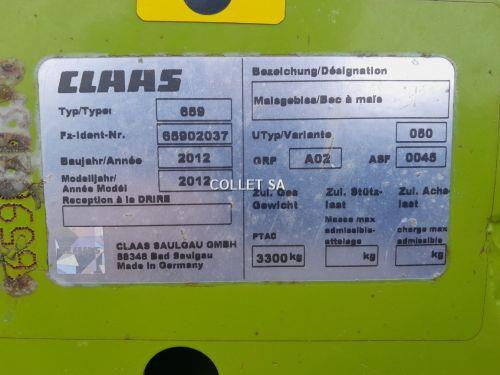 CLAAS
Typ/Type: 659
Fz-Ident-Nr. 65902037
Baujahr/Année 2012
Modelljahr/
Année Model 2012
Reception à la DRIRE
CLAAS SAULGAU GMBH
88348 Bad Saulgau
Made in Germany
Bezeichung/Désignation
Maisgebiss/Bec à maïs
UTyp/Variante 050
GRP A02 ASF 0045
Zul. Ges Gewicht
PTAC
3300 kg
Zul. Stütz-
last
Masse max
admissible-
attelage
kg
Zul. Achs-
last
charge max
admissible
kg
COLLET SA
659